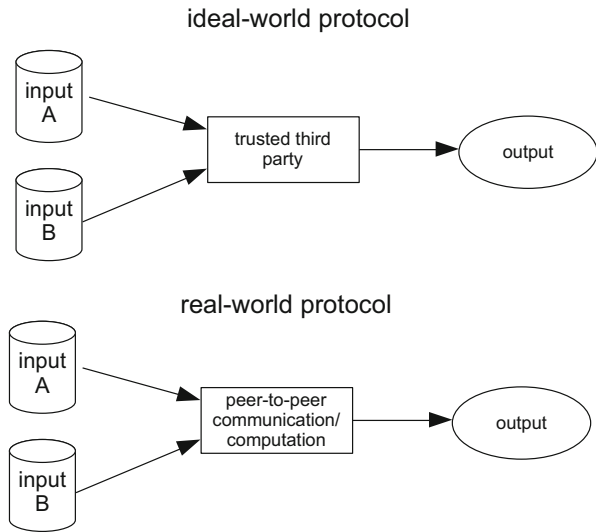 ideal-world protocol
input
A
trusted third
party
output
input
B
real-world protocol
input
A
peer-to-peer
communication/
computation
output
input
B